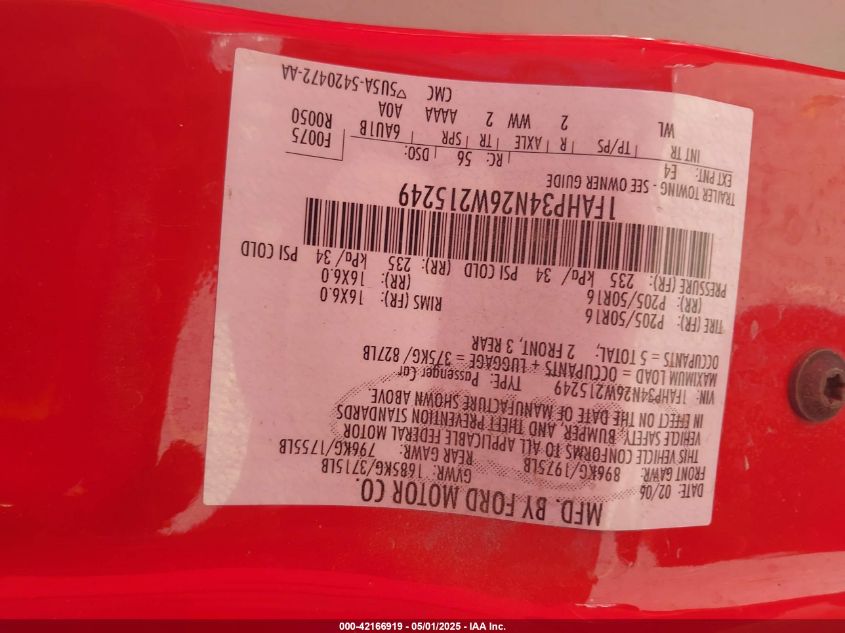 MFD. BY FORD MOTOR CO.
DATE: 02/06 GVWR: 1685KG/3715LB
FRONT GAWR: REAR GAWR:
896KG/1975LB 796KG/1755LB
THIS VEHICLE CONFORMS TO ALL APPLICABLE FEDERAL MOTOR
VEHICLE SAFETY, BUMPER, AND THEFT PREVENTION STANDARDS
IN EFFECT ON THE DATE OF MANUFACTURE SHOWN ABOVE.
VIN: 1FAHP34N26W215249 TYPE: Passenger Car
MAXIMUM LOAD = OCCUPANTS + LUGGAGE = 375KG/ 827LB
OCCUPANTS = 5 TOTAL; 2 FRONT, 3 REAR
TIRE (FR): P205/50R16 RIMS (FR): 16X6.0
(RR): P205/50R16 (RR): 16X6.0
PRESSURE (FR): 235 kPa/ 34 PSI COLD (RR): 235 kPa/ 34 PSI COLD
1FAHP34N26W215249
TRAILER TOWING - SEE OWNER GUIDE
EXT PNT: E4 RC: 56 DSO: F0075
INT TR TP/PS R AXLE TR SPR 6AU1B R0050
WL 2 WW 2 AAAA AOA
CMC ▽5USA-5420472-AA
000-42166919 / 05/01/2025 - IAA Inc.